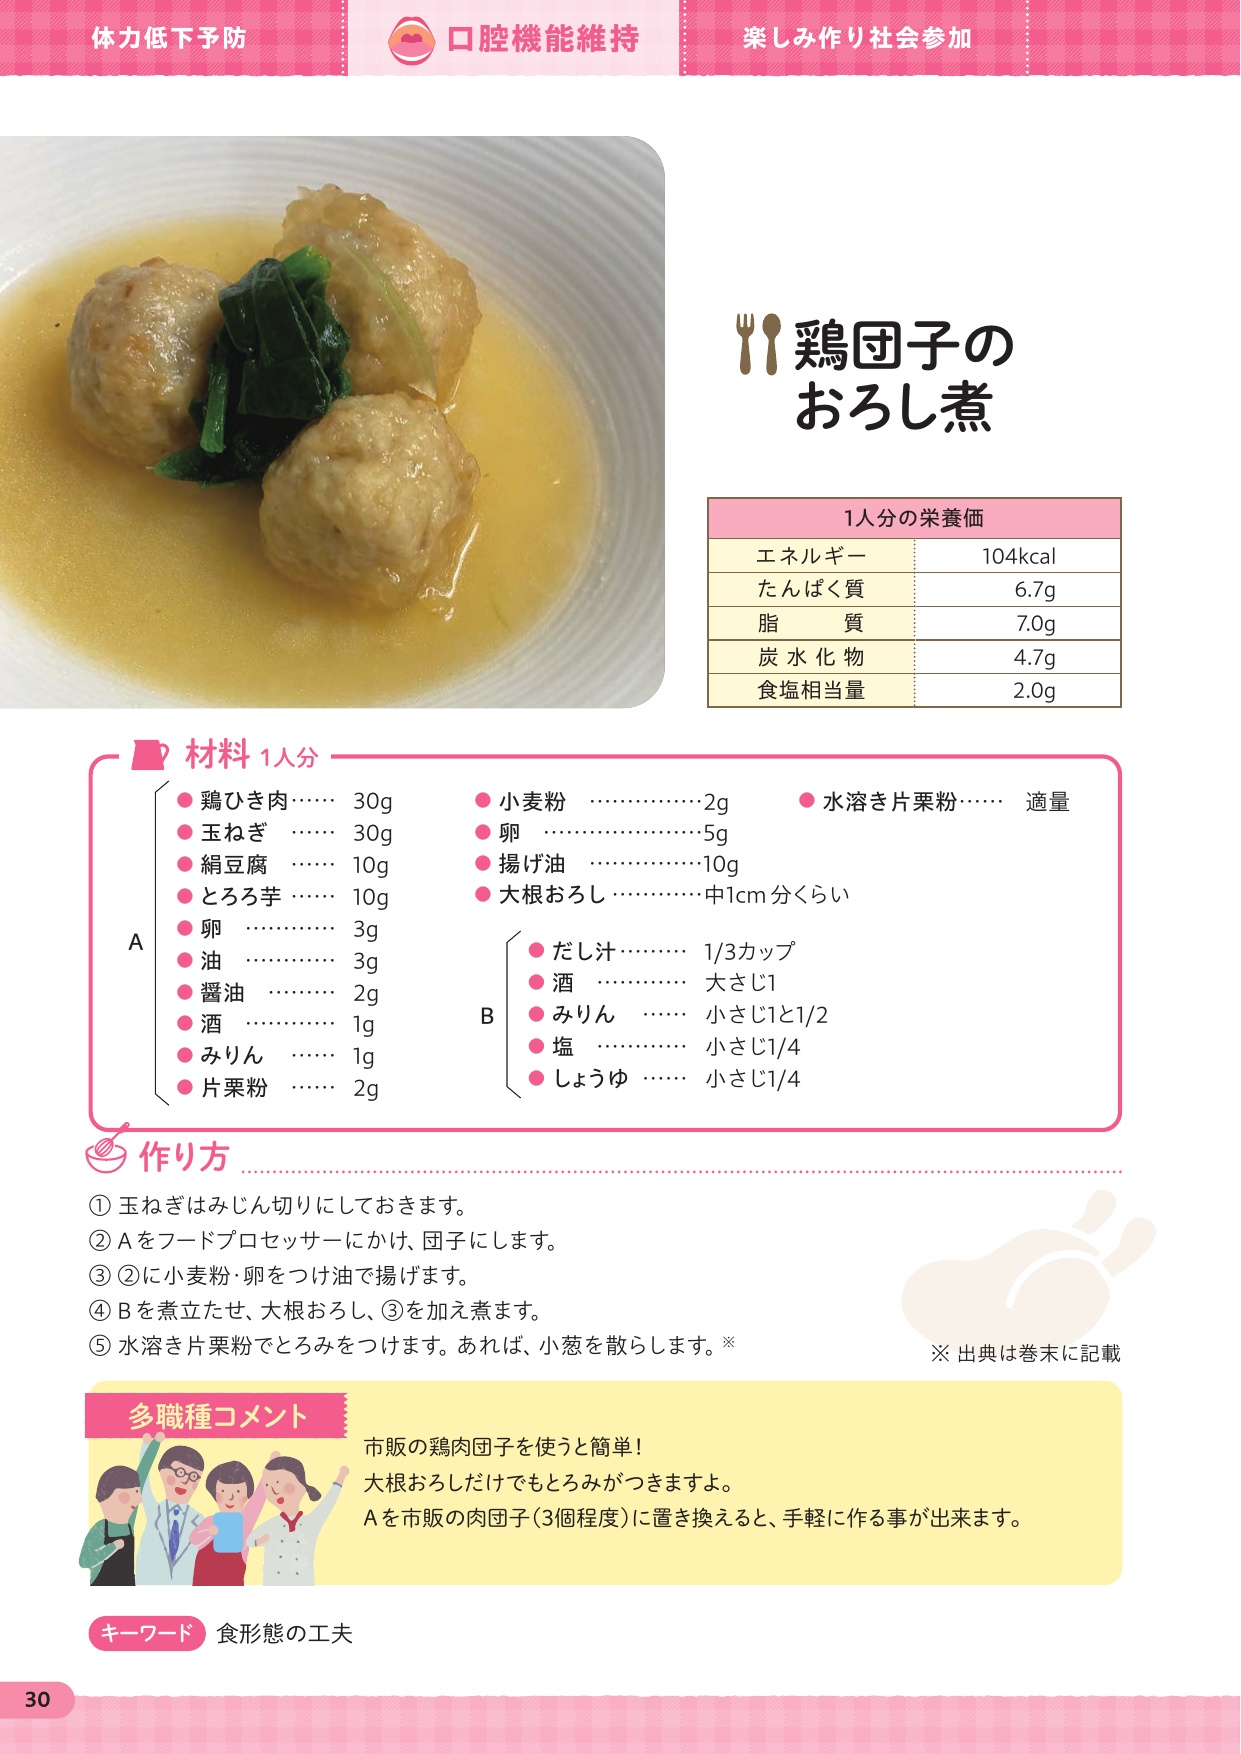 体力低下予防
口腔機能維持
楽しみ作り社会参加
鶏団子の
おろし煮
1人分の栄養価
エネルギー 104kcal
たんぱく質 6.7g
脂質 7.0g
炭水化物 4.7g
食塩相当量 2.0g
材料 1人分
A
●鶏ひき肉…… 30g
●玉ねぎ …… 30g
●絹豆腐 …… 10g
●とろろ芋 …… 10g
●卵 ………… 3g
●油 ………… 3g
●醤油 ……… 2g
●酒 ………… 1g
●みりん …… 1g
●片栗粉 …… 2g
●小麦粉 ……………2g
●卵 …………………5g
●揚げ油 ……………10g
●大根おろし …………中1cm分くらい
B
●だし汁……… 1/3カップ
●酒 ………… 大さじ1
●みりん …… 小さじ1と1/2
●塩 ………… 小さじ1/4
●しょうゆ …… 小さじ1/4
●水溶き片栗粉…… 適量
作り方
① 玉ねぎはみじん切りにしておきます。
② Aをフードプロセッサーにかけ、団子にします。
③ ②に小麦粉・卵をつけ油で揚げます。
④ Bを煮立たせ、大根おろし、③を加え煮ます。
⑤ 水溶き片栗粉でとろみをつけます。あれば、小葱を散らします。※
※ 出典は巻末に記載
多職種コメント
市販の鶏肉団子を使うと簡単！
大根おろしだけでもとろみがつきますよ。
Aを市販の肉団子（3個程度）に置き換えると、手軽に作る事が出来ます。
キーワード 食形態の工夫
30